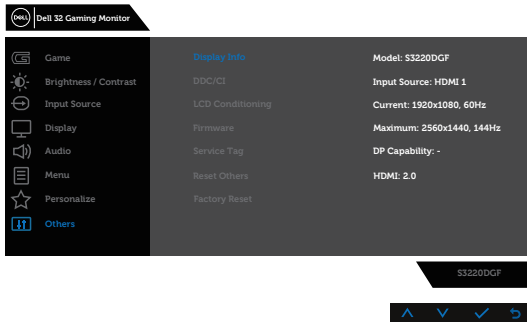 DELL
Dell 32 Gaming Monitor
Game
Brightness / Contrast
Input Source
Display
Audio
Menu
Personalize
Others
Display Info
DDC/CI
LCD Conditioning
Firmware
Service Tag
Reset Others
Factory Reset
Model: S3220DGF
Input Source: HDMI 1
Current: 1920x1080, 60Hz
Maximum: 2560x1440, 144Hz
DP Capability: -
HDMI: 2.0
S3220DGF